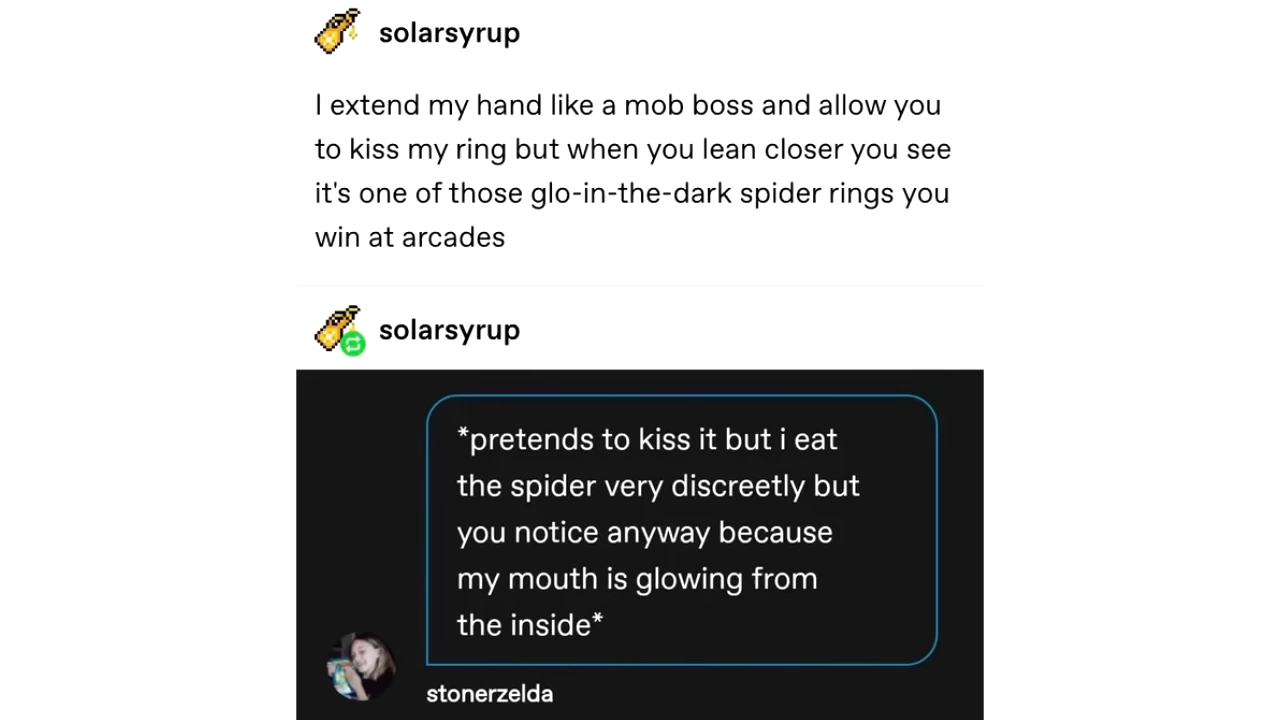 solarsyrup
I extend my hand like a mob boss and allow you
to kiss my ring but when you lean closer you see
it's one of those glo-in-the-dark spider rings you
win at arcades
solarsyrup
*pretends to kiss it but i eat
the spider very discreetly but
you notice anyway because
my mouth is glowing from
the inside*
stonerzelda